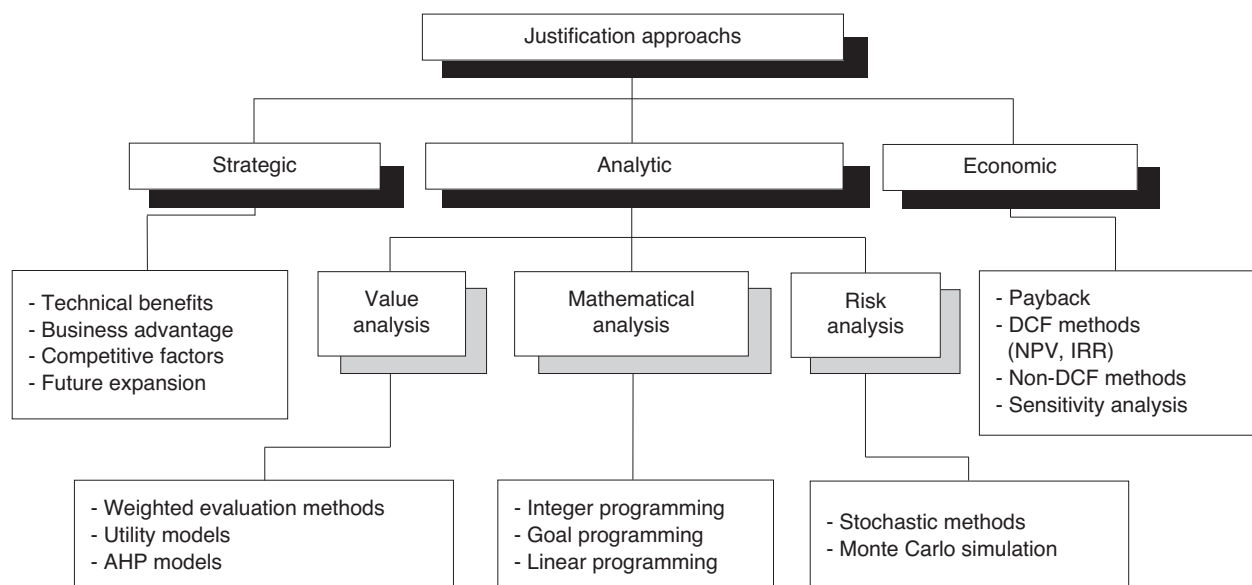 Justification approachs
Strategic
Analytic
Economic
- Technical benefits
- Business advantage
- Competitive factors
- Future expansion
Value
analysis
Mathematical
analysis
Risk
analysis
- Payback
- DCF methods
(NPV, IRR)
- Non-DCF methods
- Sensitivity analysis
- Weighted evaluation methods
- Utility models
- AHP models
- Integer programming
- Goal programming
- Linear programming
- Stochastic methods
- Monte Carlo simulation